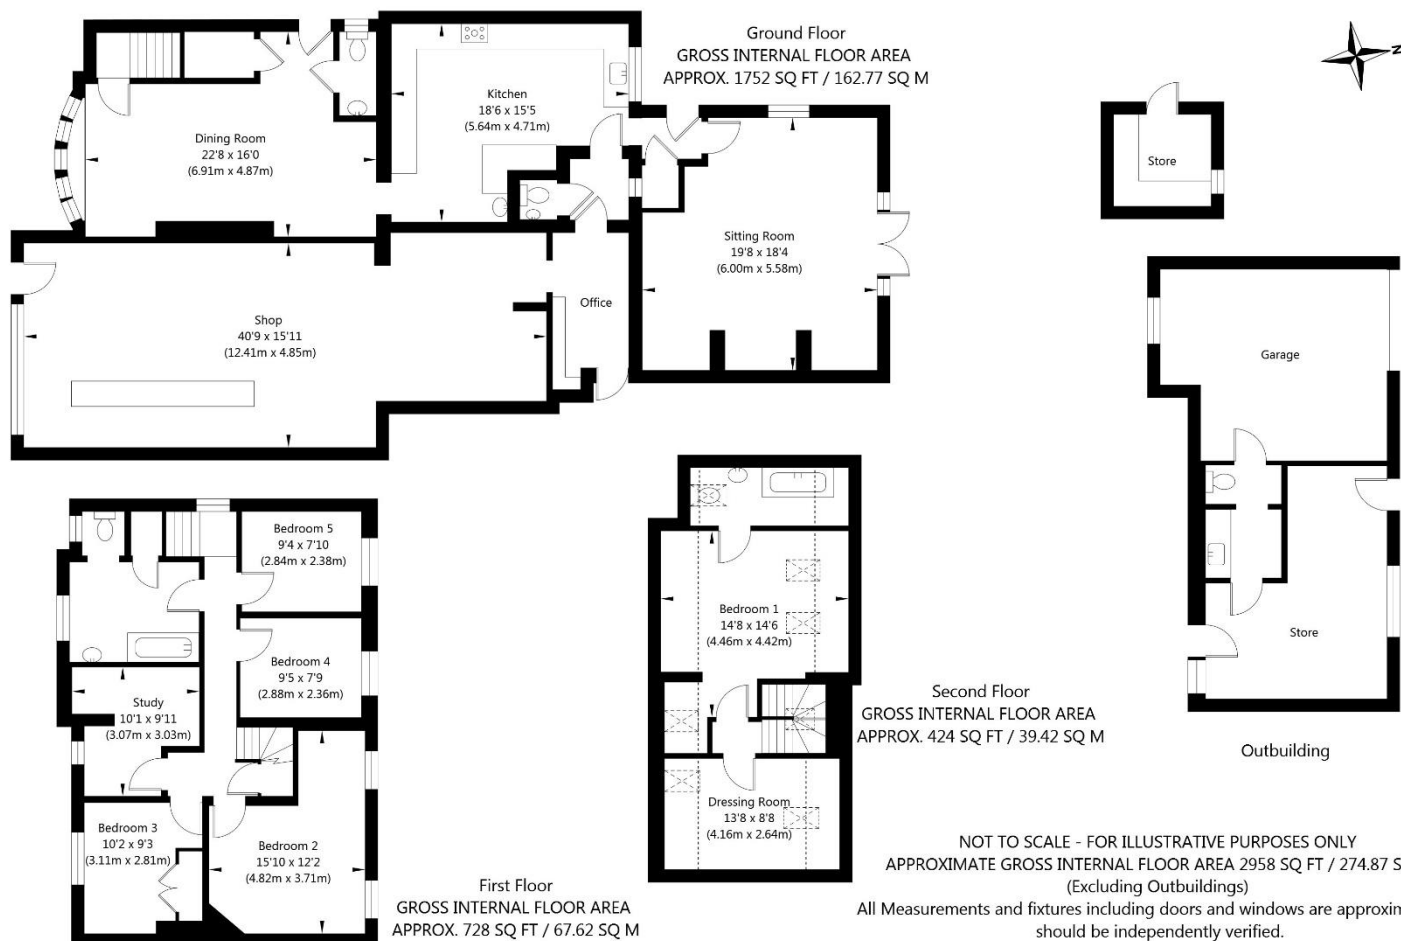 Ground Floor
GROSS INTERNAL FLOOR AREA
APPROX. 1752 SQ FT / 162.77 SQ M
N
Kitchen
18'6 x 15'5
(5.64m x 4.71m)
Dining Room
22'8 x 16'0
(6.91m x 4.87m)
Store
Sitting Room
19'8 x 18'4
(6.00m x 5.58m)
Office
Shop
40'9 x 15'11
(12.41m x 4.85m)
Garage
Bedroom 5
9'4 x 7'10
(2.84m x 2.38m)
Bedroom 4
9'5 x 7'9
(2.88m x 2.36m)
Study
10'1 x 9'11
(3.07m x 3.03m)
Bedroom 3
10'2 x 9'3
(3.11m x 2.81m)
Bedroom 2
15'10 x 12'2
(4.82m x 3.71m)
First Floor
GROSS INTERNAL FLOOR AREA
APPROX. 728 SQ FT / 67.62 SQ M
Bedroom 1
14'8 x 14'6
(4.46m x 4.42m)
Dressing Room
13'8 x 8'8
(4.16m x 2.64m)
Second Floor
GROSS INTERNAL FLOOR AREA
APPROX. 424 SQ FT / 39.42 SQ M
Store
Outbuilding
NOT TO SCALE - FOR ILLUSTRATIVE PURPOSES ONLY
APPROXIMATE GROSS INTERNAL FLOOR AREA 2958 SQ FT / 274.87 S
(Excluding Outbuildings)
All Measurements and fixtures including doors and windows are approxim
should be independently verified.